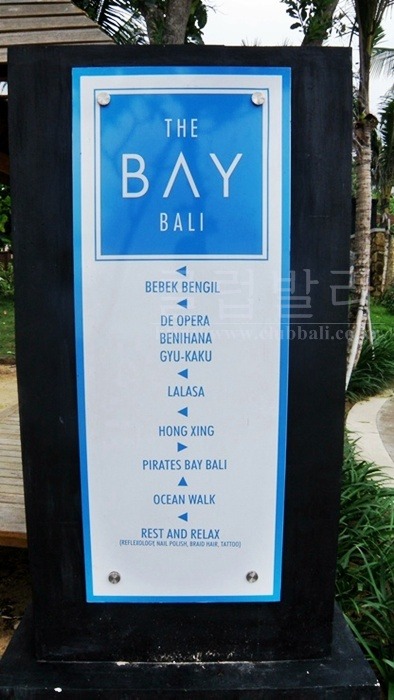 THE
BAY
BALI
BEBEK BENGIL
DE OPERA
BENIHANA
GYU-KAKU
LALASA
HONG XING
PIRATES BAY BALI
OCEAN WALK
REST AND RELAX
(REFLEXOLOGY, NAIL POLISH, BRAID HAIR, TATTOO)
클럽발리
www.clubbali.com